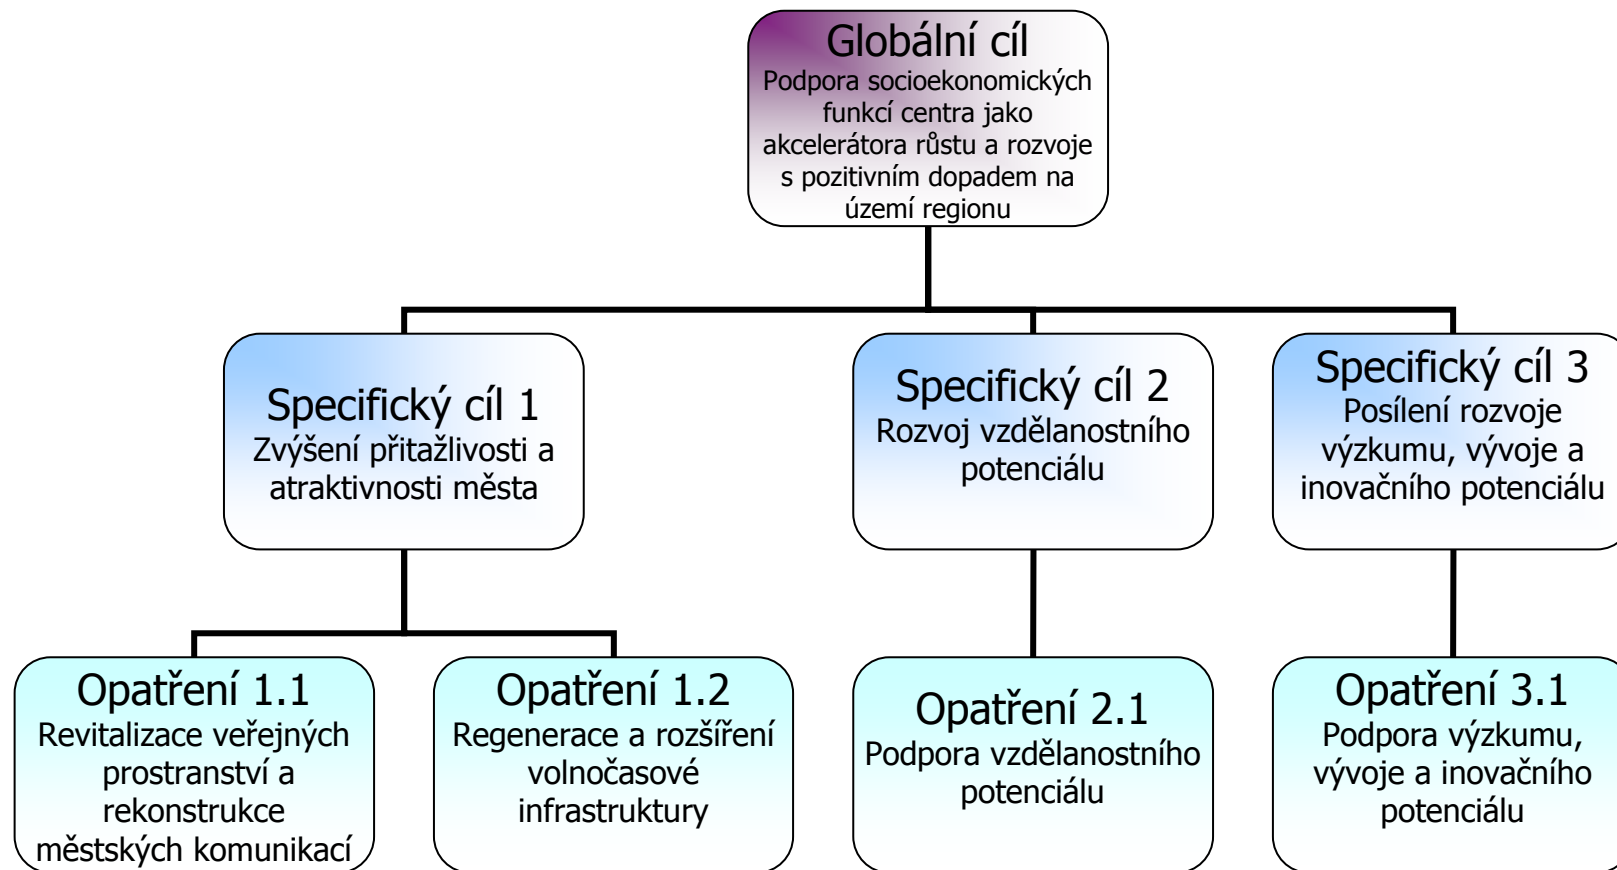 Globální cíl
Podpora socioekonomických
funkcí centra jako
akcelerátora růstu a rozvoje
s pozitivním dopadem na
území regionu
Specifický cíl 1
Zvýšení přitažlivosti a
atraktivnosti města
Specifický cíl 2
Rozvoj vzdělanostního
potenciálu
Specifický cíl 3
Posílení rozvoje
výzkumu, vývoje a
inovačního potenciálu
Opatření 1.1
Revitalizace veřejných
prostranství a
rekonstrukce
městských komunikací
Opatření 1.2
Regenerace a rozšíření
volnočasové
infrastruktury
Opatření 2.1
Podpora vzdělanostního
potenciálu
Opatření 3.1
Podpora výzkumu,
vývoje a inovačního
potenciálu